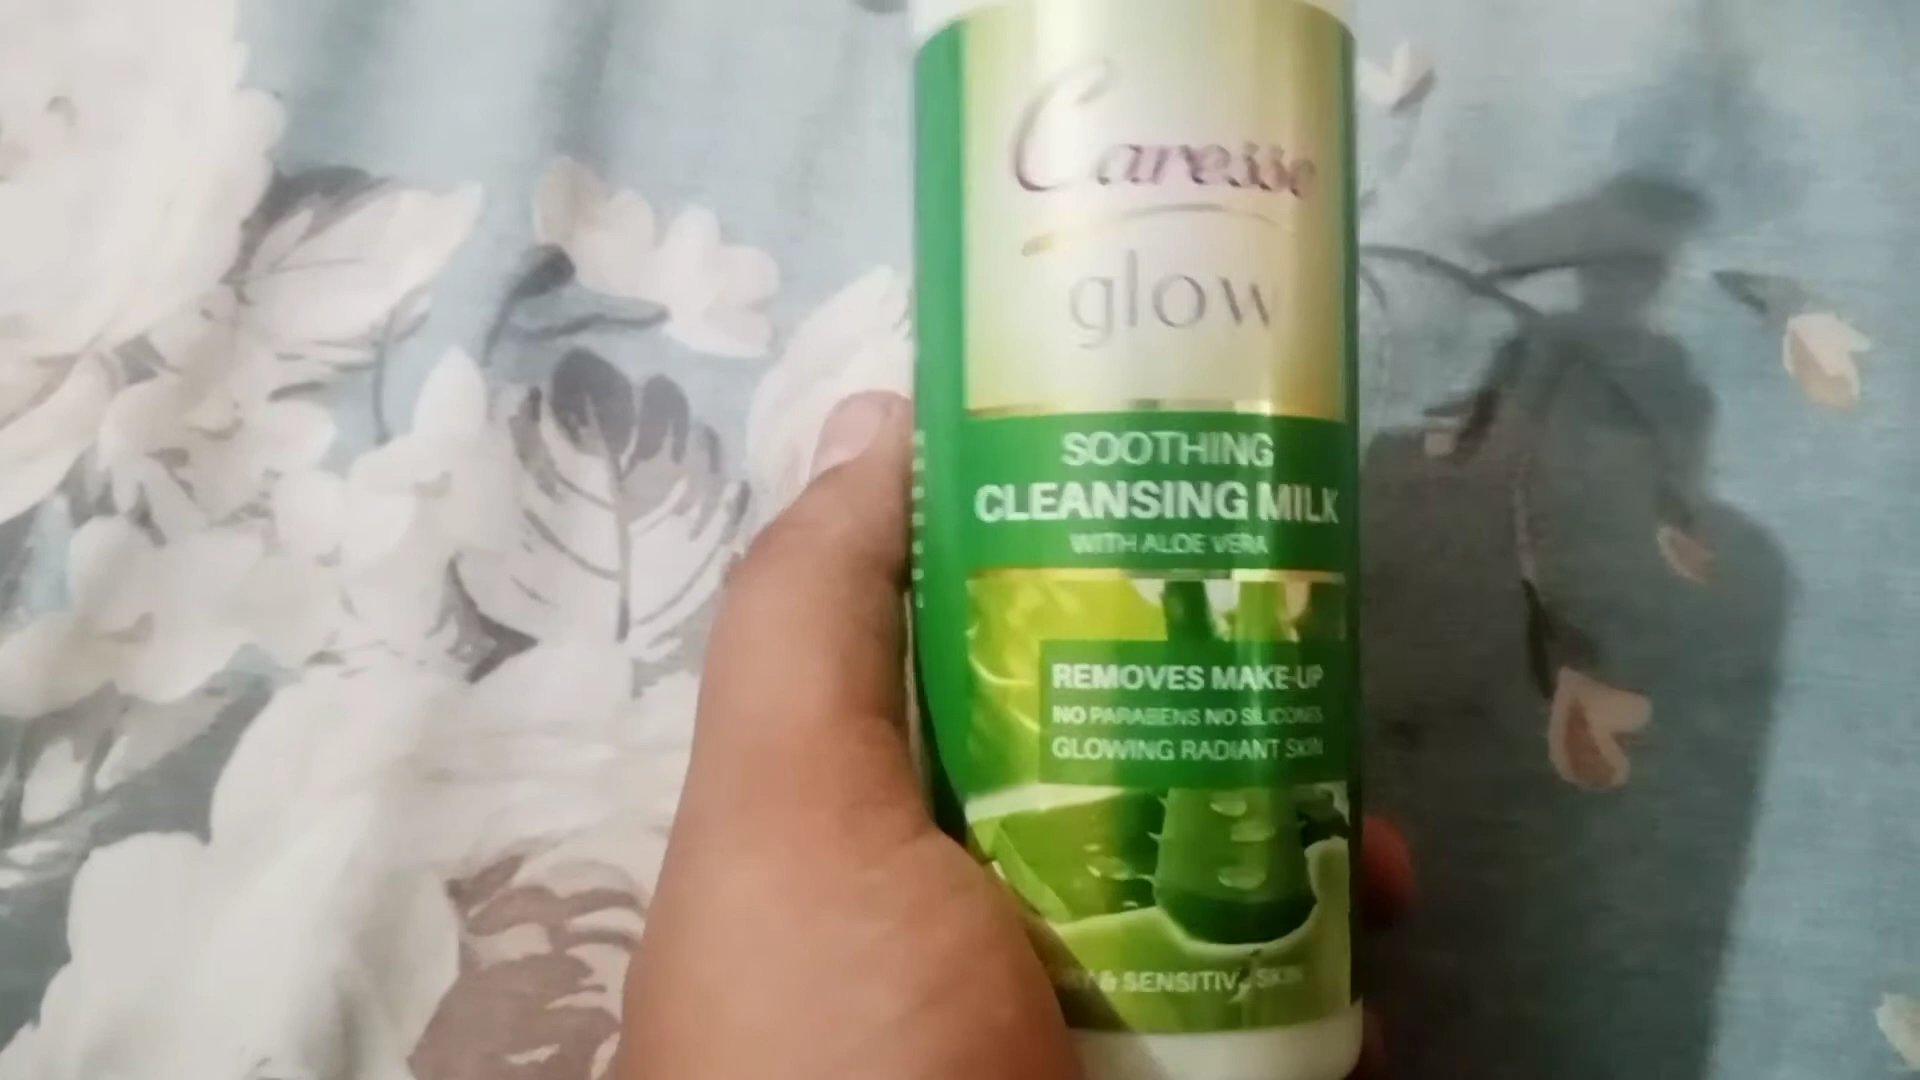 Caresse
glow
SOOTHING
CLEANSING MILK
WITH ALOE VERA
REMOVES MAKE-UP
NO PARABENS NO SILICONES
GLOWING RADIANT SKIN
& SENSITIVE SKIN